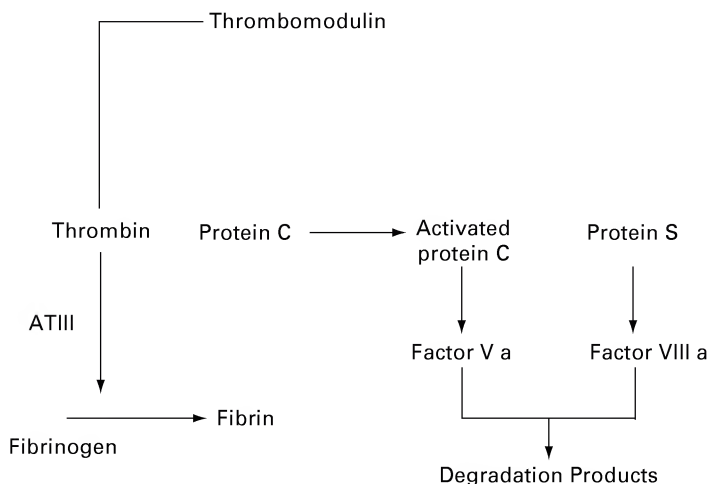 Thrombomodulin
Thrombin
Protein C
Activated
protein C
Protein S
ATIII
Factor V a
Factor VIII a
Fibrin
Fibrinogen
Degradation Products